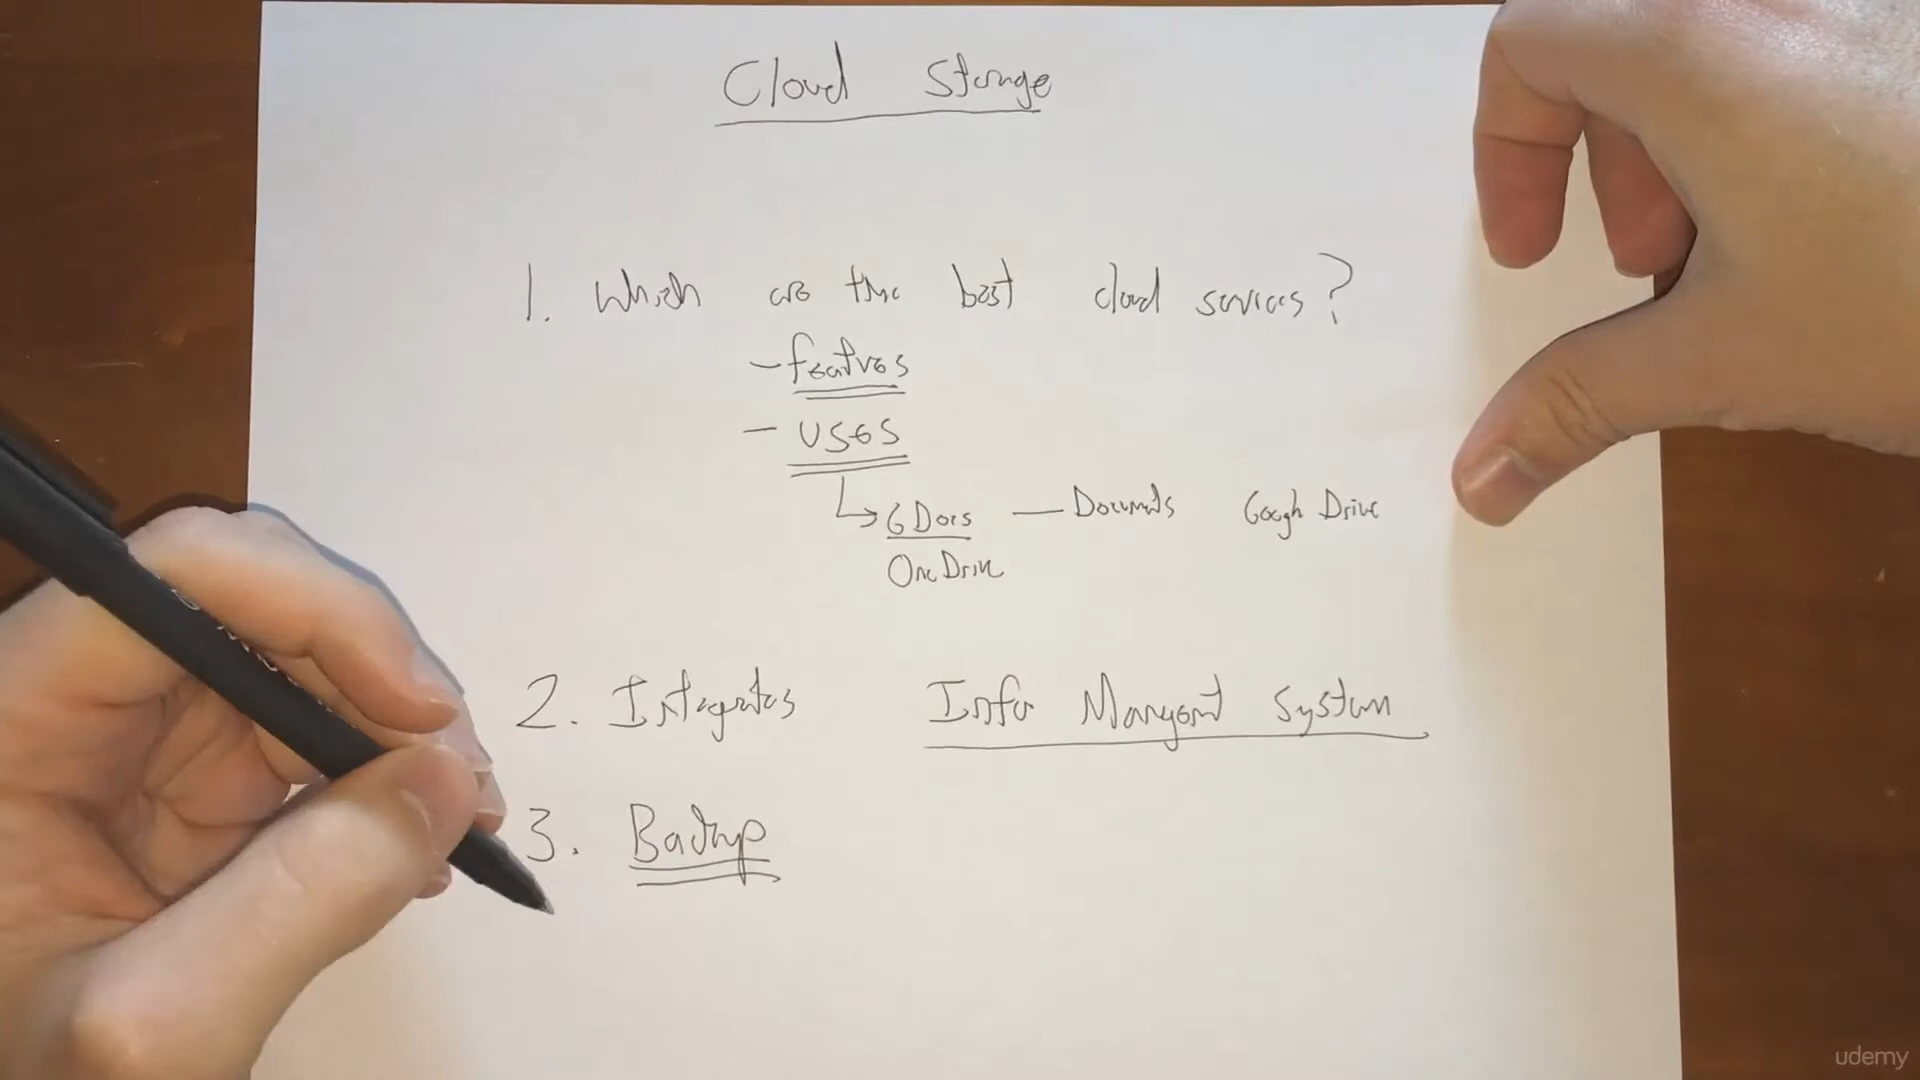 Cloud Storage
1. Which are the best cloud services?
- features
- uses
GDocs — Documents Google Drive
OneDrive
2. Integrates Info Management System
3. Backup
udemy